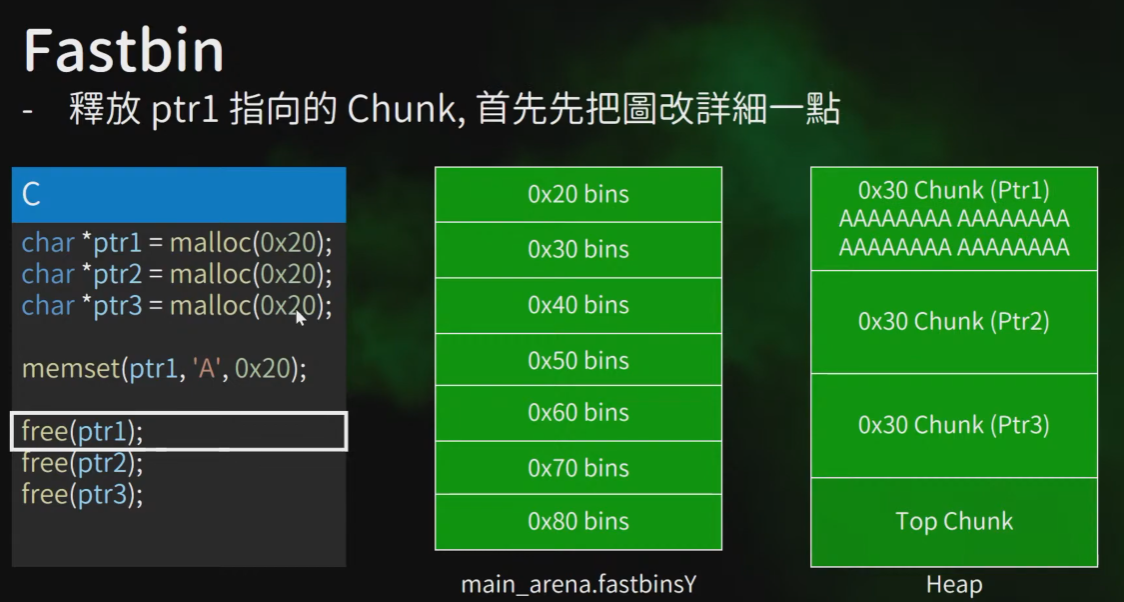 Fastbin
- 釋放 ptr1 指向的 Chunk, 首先先把圖改詳細一點
C
char *ptr1 = malloc(0x20);
char *ptr2 = malloc(0x20);
char *ptr3 = malloc(0x20);
memset(ptr1, 'A', 0x20);
free(ptr1);
free(ptr2);
free(ptr3);
0x20 bins
0x30 bins
0x40 bins
0x50 bins
0x60 bins
0x70 bins
0x80 bins
main_arena.fastbinsY
0x30 Chunk (Ptr1)
AAAAAAAA AAAAAAAA
AAAAAAAA AAAAAAAA
0x30 Chunk (Ptr2)
0x30 Chunk (Ptr3)
Top Chunk
Heap